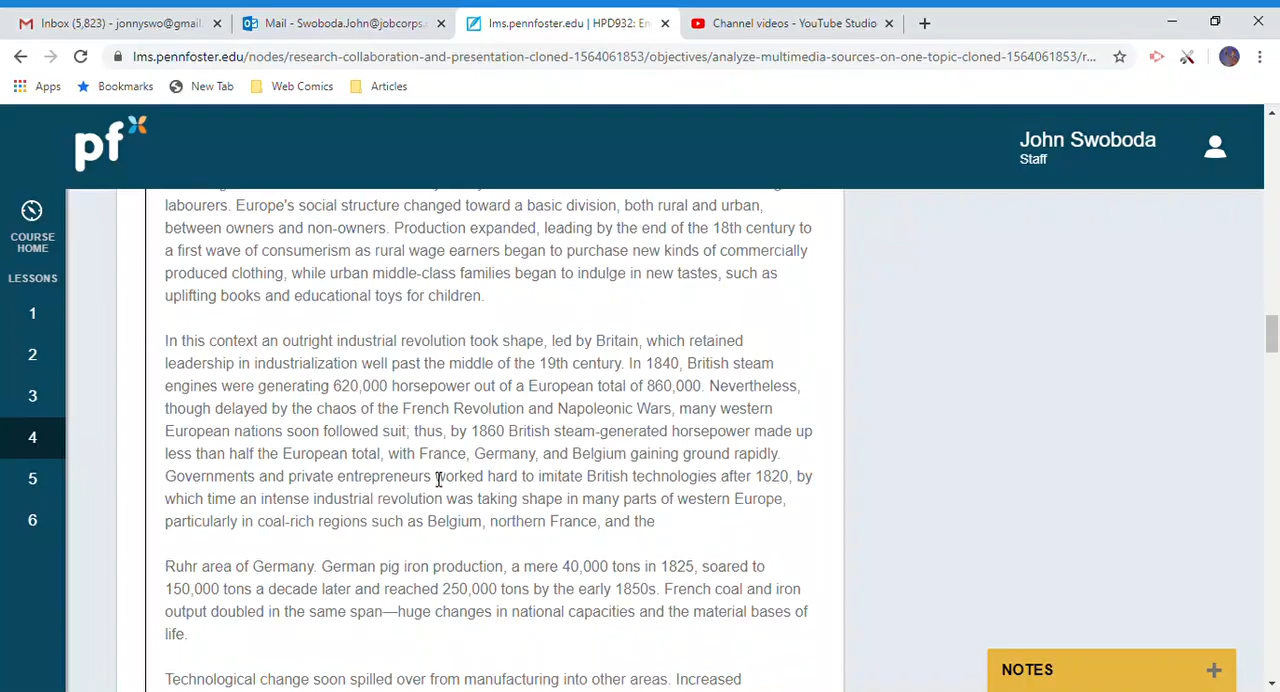 Inbox (5,823) - jonnyswo@gmail.
Mail - Swoboda.John@jobcorps.
lms.pennfoster.edu | HPD932: En
Channel videos - YouTube Studio
lms.pennfoster.edu/nodes/research-collaboration-and-presentation-cloned-1564061853/objectives/analyze-multimedia-sources-on-one-topic-cloned-1564061853/r...
Apps
Bookmarks
New Tab
Web Comics
Articles
pf
John Swoboda
Staff
COURSE
HOME
LESSONS
1
2
3
4
5
6
labourers. Europe's social structure changed toward a basic division, both rural and urban,
between owners and non-owners. Production expanded, leading by the end of the 18th century to
a first wave of consumerism as rural wage earners began to purchase new kinds of commercially
produced clothing, while urban middle-class families began to indulge in new tastes, such as
uplifting books and educational toys for children.
In this context an outright industrial revolution took shape, led by Britain, which retained
leadership in industrialization well past the middle of the 19th century. In 1840, British steam
engines were generating 620,000 horsepower out of a European total of 860,000. Nevertheless,
though delayed by the chaos of the French Revolution and Napoleonic Wars, many western
European nations soon followed suit; thus, by 1860 British steam-generated horsepower made up
less than half the European total, with France, Germany, and Belgium gaining ground rapidly.
Governments and private entrepreneurs worked hard to imitate British technologies after 1820, by
which time an intense industrial revolution was taking shape in many parts of western Europe,
particularly in coal-rich regions such as Belgium, northern France, and the
Ruhr area of Germany. German pig iron production, a mere 40,000 tons in 1825, soared to
150,000 tons a decade later and reached 250,000 tons by the early 1850s. French coal and iron
output doubled in the same span—huge changes in national capacities and the material bases of
life.
Technological change soon spilled over from manufacturing into other areas. Increased
NOTES